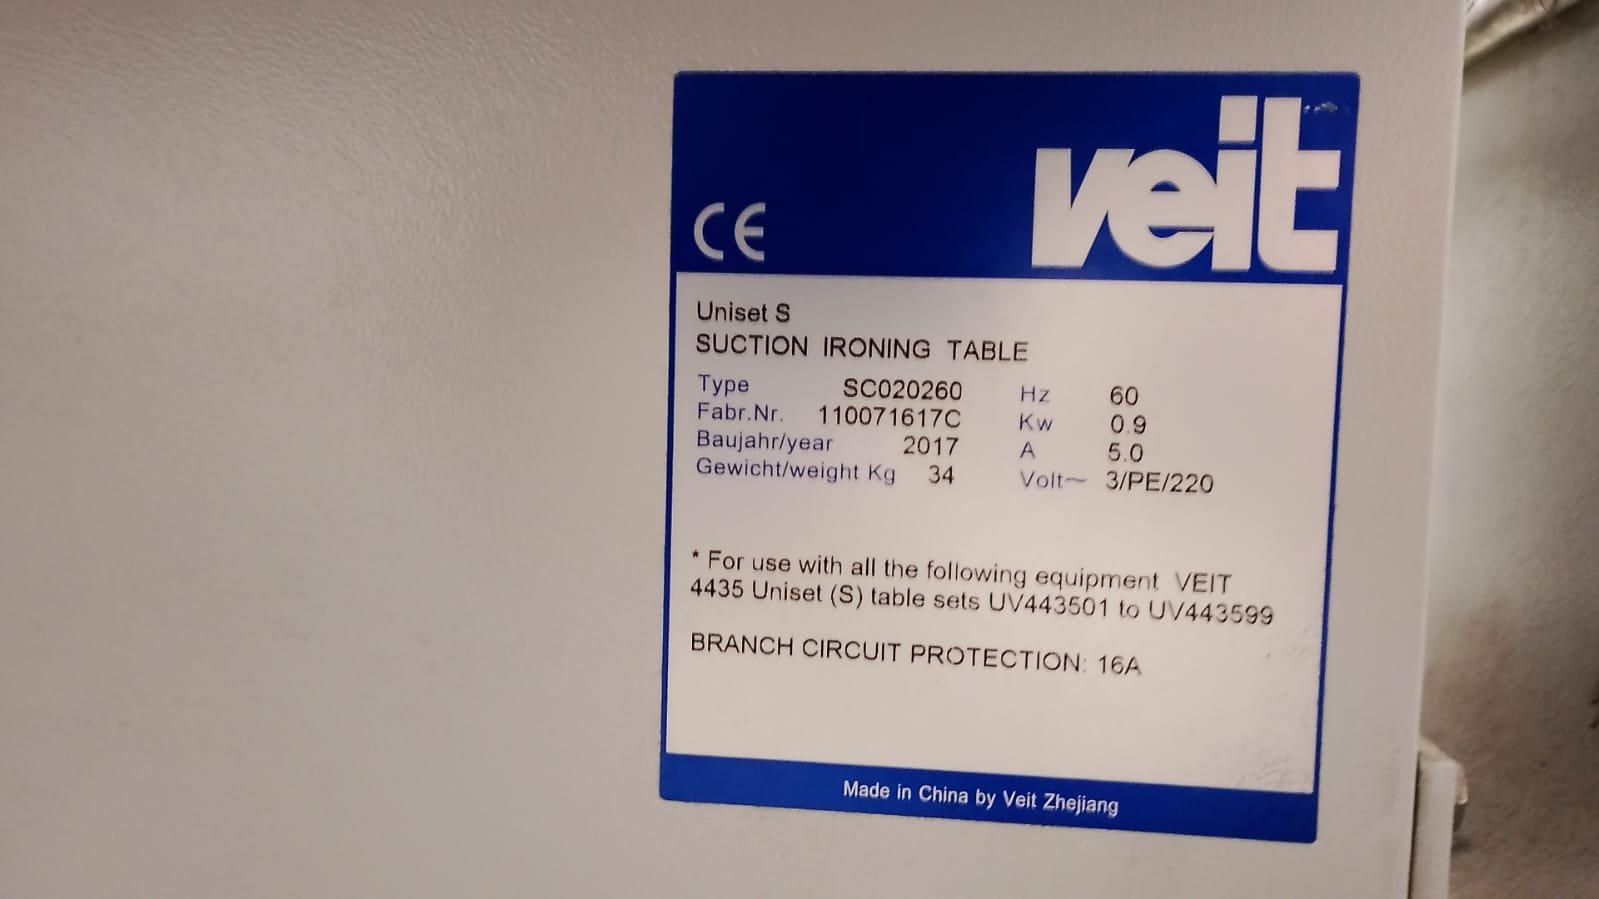 veit
CE
Uniset S
SUCTION IRONING TABLE
Type SC020260 Hz 60
Fabr.Nr. 110071617C Kw 0.9
Baujahr/year 2017 A 5.0
Gewicht/weight Kg 34 Volt~ 3/PE/220
* For use with all the following equipment VEIT
4435 Uniset (S) table sets UV443501 to UV443599
BRANCH CIRCUIT PROTECTION: 16A
Made in China by Veit Zhejiang